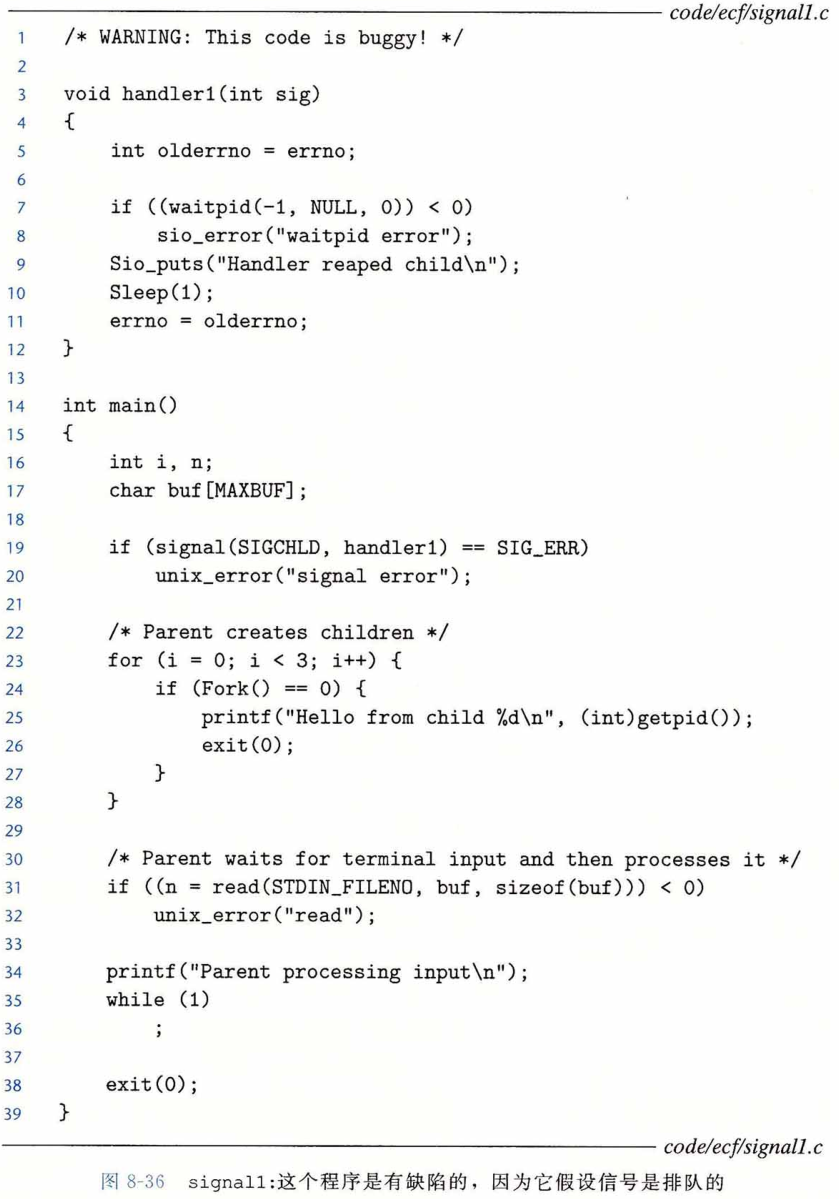 code/ecf/signal1.c
1 /* WARNING: This code is buggy! */
2
3 void handler1(int sig)
4 {
5     int olderrno = errno;
6
7     if ((waitpid(-1, NULL, 0)) < 0)
8         sio_error("waitpid error");
9     Sio_puts("Handler reaped child\n");
10     Sleep(1);
11     errno = olderrno;
12 }
13
14 int main()
15 {
16     int i, n;
17     char buf[MAXBUF];
18
19     if (signal(SIGCHLD, handler1) == SIG_ERR)
20         unix_error("signal error");
21
22     /* Parent creates children */
23     for (i = 0; i < 3; i++) {
24         if (Fork() == 0) {
25             printf("Hello from child %d\n", (int)getpid());
26             exit(0);
27         }
28     }
29
30     /* Parent waits for terminal input and then processes it */
31     if ((n = read(STDIN_FILENO, buf, sizeof(buf))) < 0)
32         unix_error("read");
33
34     printf("Parent processing input\n");
35     while (1)
36         ;
37
38     exit(0);
39 }
code/ecf/signal1.c
图 8-36 signal1:这个程序是有缺陷的，因为它假设信号是排队的